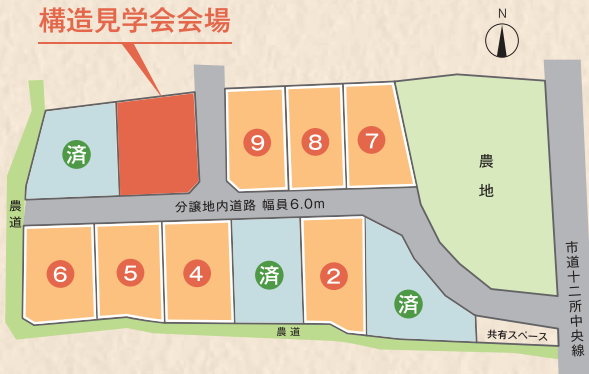 構造見学会会場
N
済
9
8
7
農地
農道
分譲地内道路 幅員6.0m
6
5
4
済
2
済
市道十二所中央線
農道
共有スペース